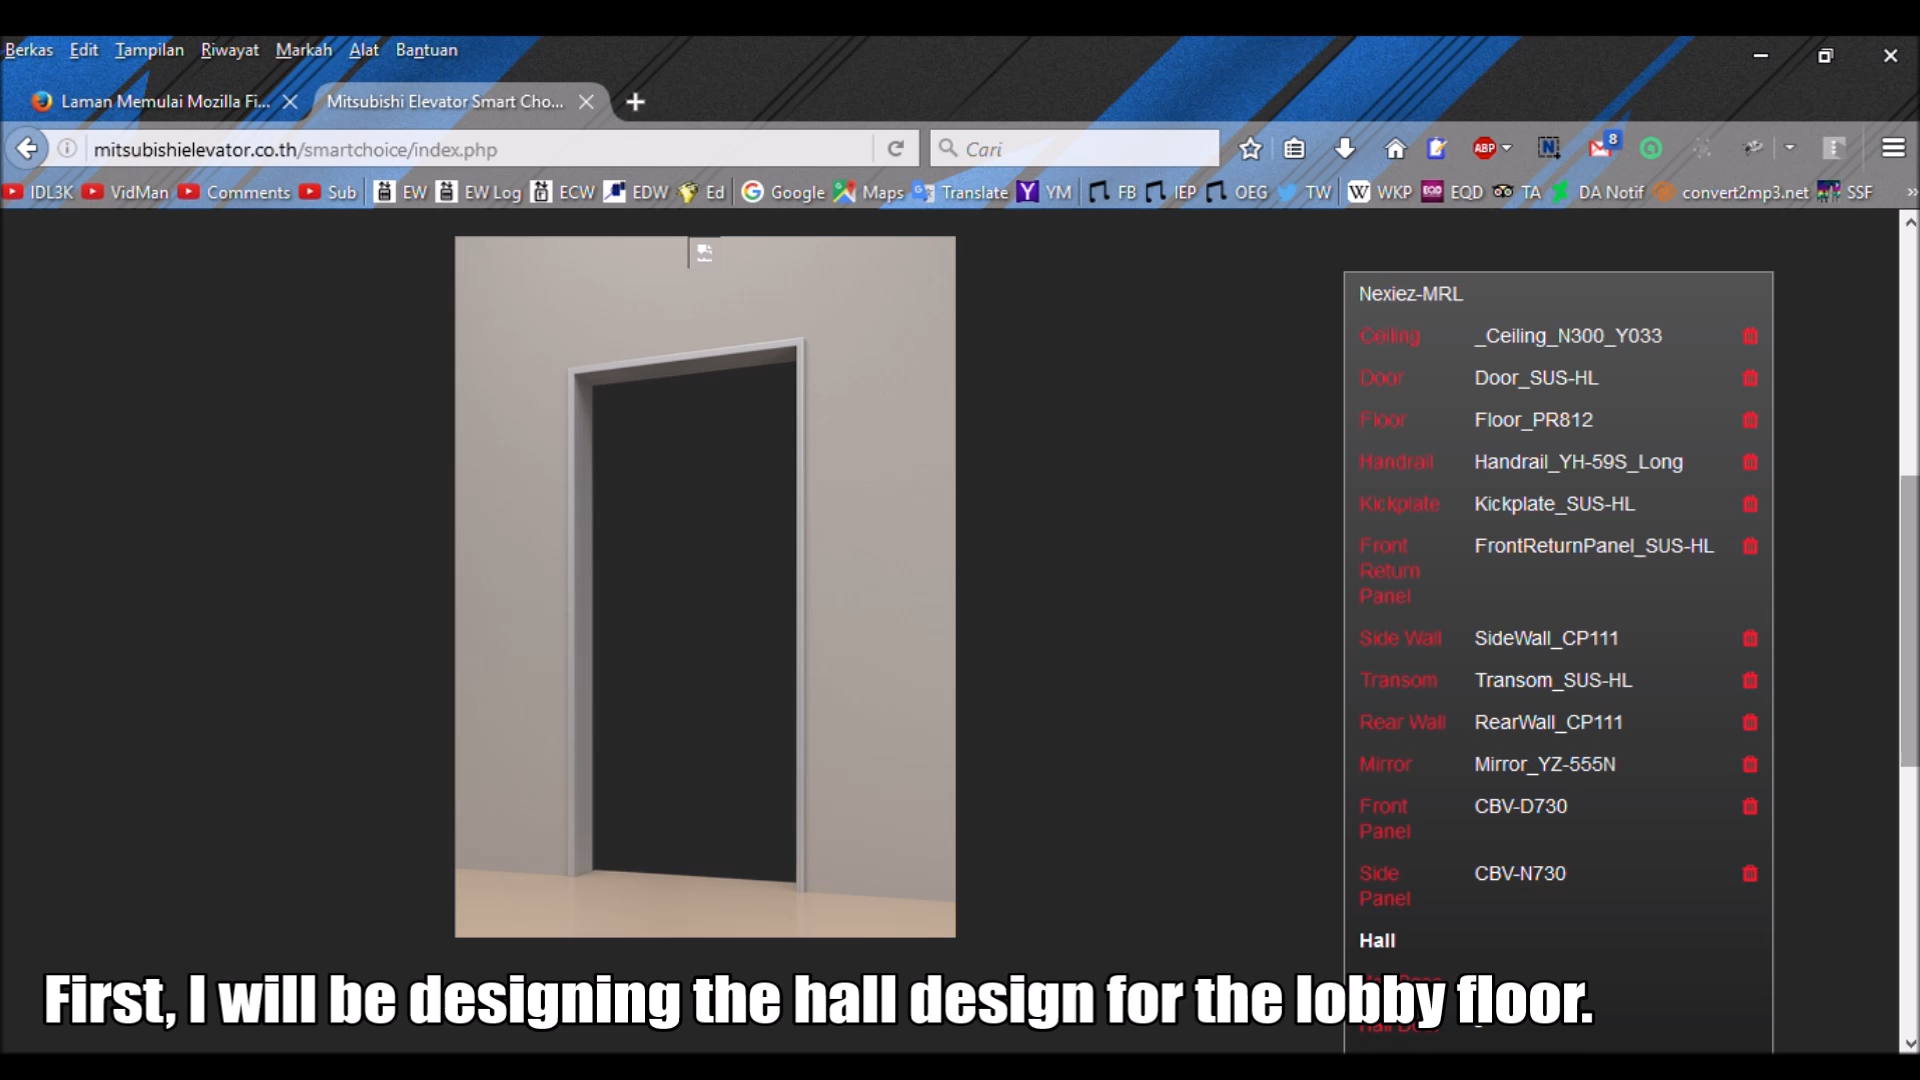 Berkas Edit Tampilan Riwayat Markah Alat Bantuan
Laman Memulai Mozilla Fi... Mitsubishi Elevator Smart Cho...
mitsubishielevator.co.th/smartchoice/index.php Cari ABP N 8
IDL3K VidMan Comments Sub EW EW Log ECW EDW Ed Google Maps Translate YM FB IEP OEG TW WKP EQD TA DA Notif convert2mp3.net SSF
Nexiez-MRL
Ceiling _Ceiling_N300_Y033
Door Door_SUS-HL
Floor Floor_PR812
Handrail Handrail_YH-59S_Long
Kickplate Kickplate_SUS-HL
Front Return Panel FrontReturnPanel_SUS-HL
Side Wall SideWall_CP111
Transom Transom_SUS-HL
Rear Wall RearWall_CP111
Mirror Mirror_YZ-555N
Front Panel CBV-D730
Side Panel CBV-N730
Hall
First, I will be designing the hall design for the lobby floor.